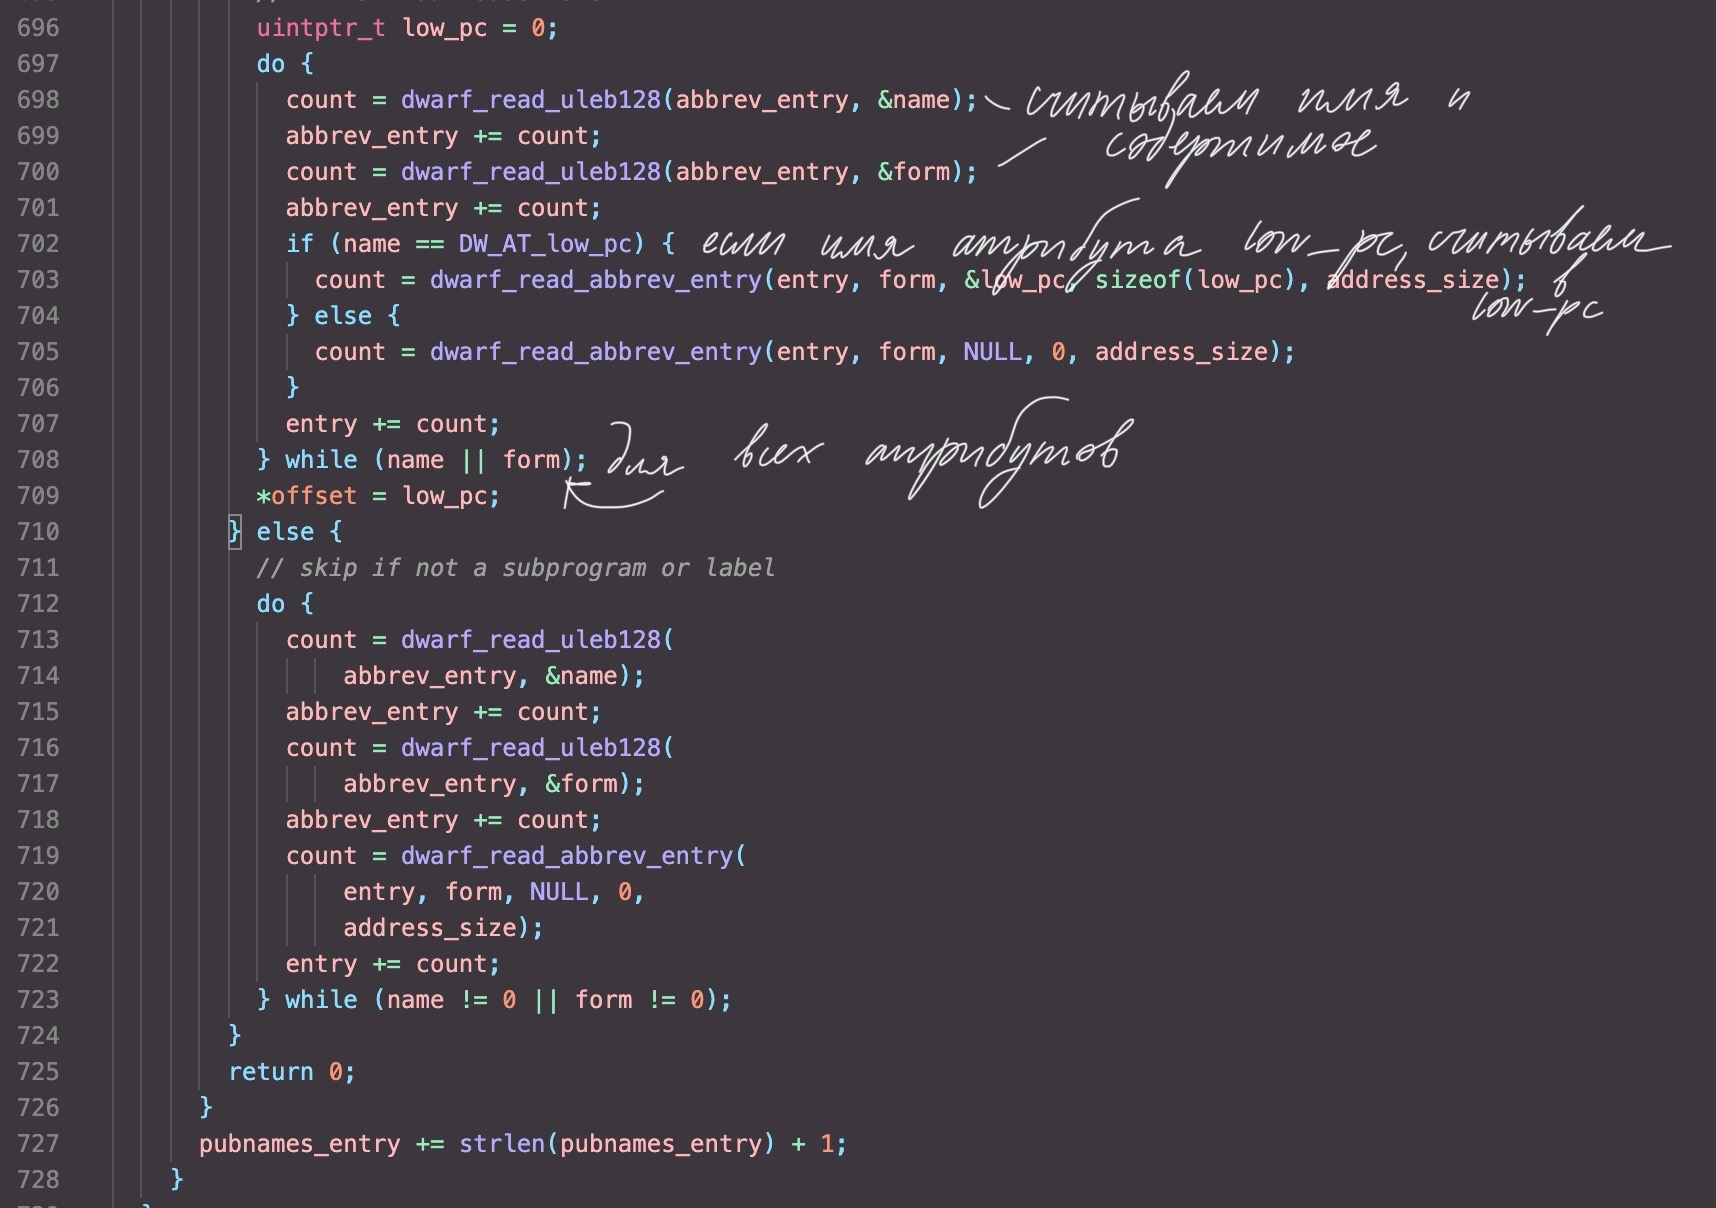 696 uintptr_t low_pc = 0;
697 do {
698 count = dwarf_read_uleb128(abbrev_entry, &name); считываем имя и
699 abbrev_entry += count; содержимое
700 count = dwarf_read_uleb128(abbrev_entry, &form);
701 abbrev_entry += count;
702 if (name == DW_AT_low_pc) { если имя атрибута low_pc, считываем
703 count = dwarf_read_abbrev_entry(entry, form, &low_pc, sizeof(low_pc), address_size); в
704 } else { low_pc
705 count = dwarf_read_abbrev_entry(entry, form, NULL, 0, address_size);
706 }
707 entry += count;
708 } while (name || form); для всех атрибутов
709 *offset = low_pc;
710 } else {
711 // skip if not a subprogram or label
712 do {
713 count = dwarf_read_uleb128(
714 abbrev_entry, &name);
715 abbrev_entry += count;
716 count = dwarf_read_uleb128(
717 abbrev_entry, &form);
718 abbrev_entry += count;
719 count = dwarf_read_abbrev_entry(
720 entry, form, NULL, 0,
721 address_size);
722 entry += count;
723 } while (name != 0 || form != 0);
724 }
725 return 0;
726 }
727 pubnames_entry += strlen(pubnames_entry) + 1;
728 }